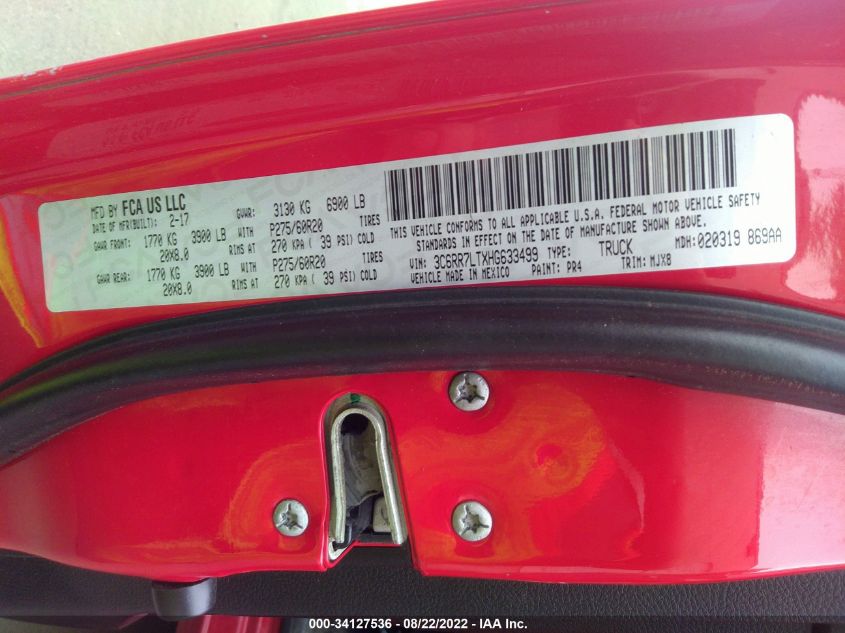 MFD BY FCA US LLC
DATE OF MFR(BUILT): 2-17 GVWR: 3130 KG 6900 LB
GAWR FRONT: 1770 KG 3900 LB WITH P275/60R20 TIRES
20X8.0 RIMS AT 270 KPA ( 39 PSI) COLD
GAWR REAR: 1770 KG 3900 LB WITH P275/60R20 TIRES
20X8.0 RIMS AT 270 KPA ( 39 PSI) COLD
THIS VEHICLE CONFORMS TO ALL APPLICABLE U.S.A. FEDERAL MOTOR VEHICLE SAFETY
STANDARDS IN EFFECT ON THE DATE OF MANUFACTURE SHOWN ABOVE.
VIN: 3C6RR7LTXHG633499 TYPE: TRUCK MDH: 020319 869AA
VEHICLE MADE IN MEXICO PAINT: PR4 TRIM: MJX8
000-34127536 - 08/22/2022 - IAA Inc.